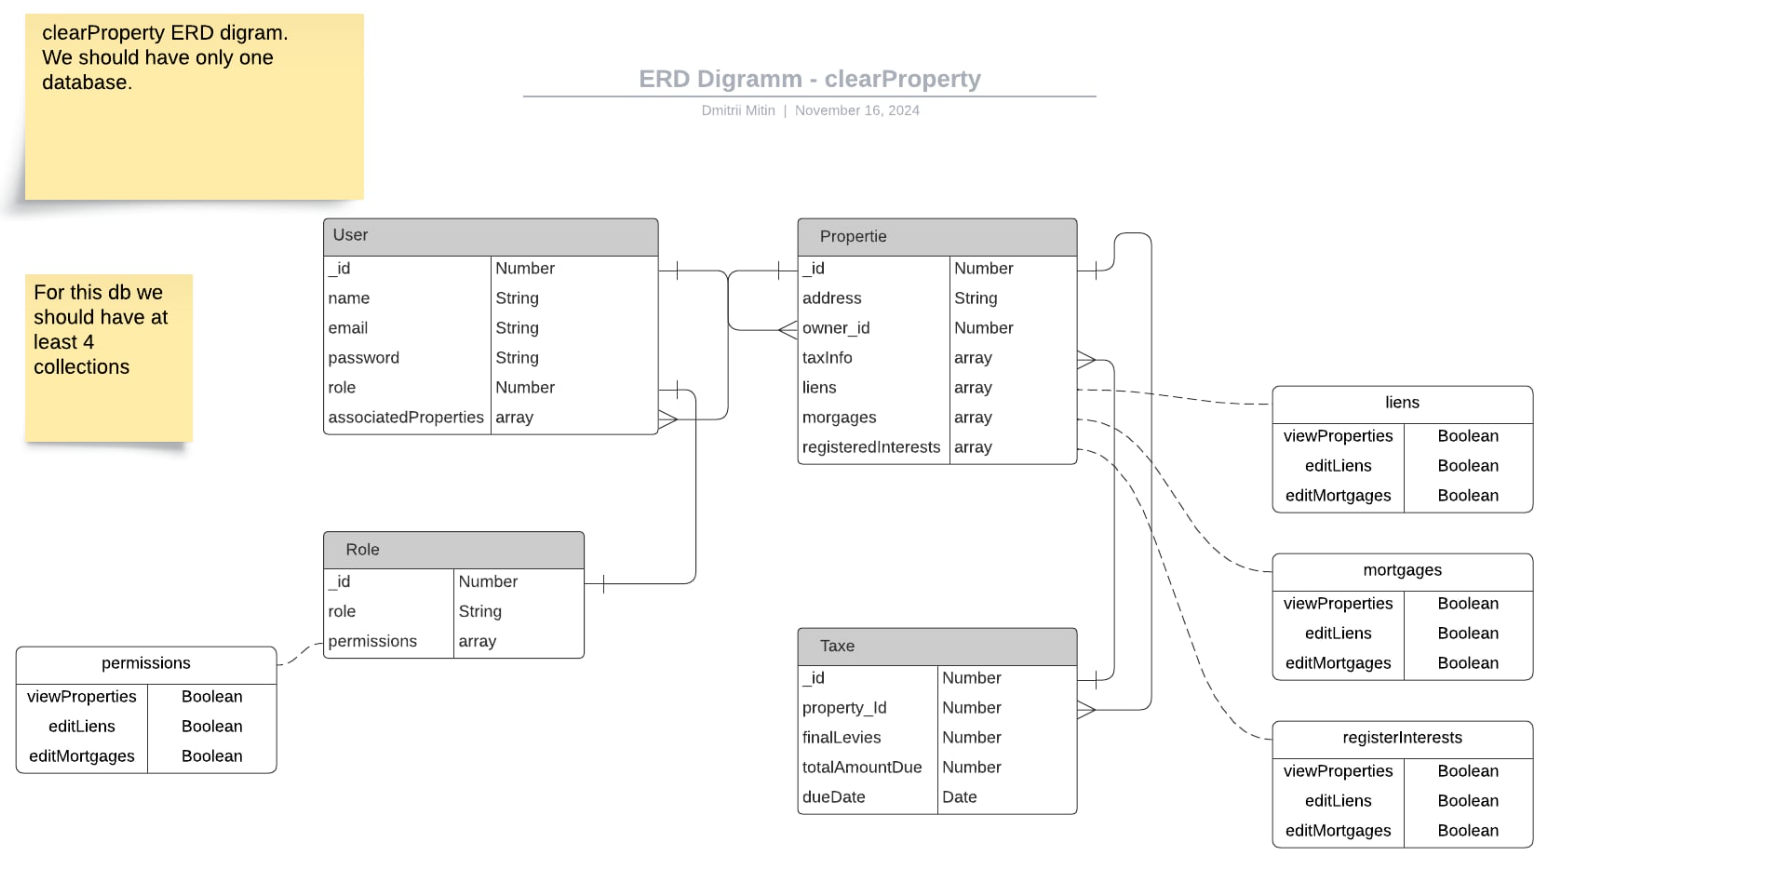 clearProperty ERD digram.
We should have only one
database.
ERD Digramm - clearProperty
Dmitrii Mitin | November 16, 2024
For this db we
should have at
least 4
collections
User
_id Number
name String
email String
password String
role Number
associatedProperties array
Propertie
_id Number
address String
owner_id Number
taxInfo array
liens array
morgages array
registeredInterests array
Role
_id Number
role String
permissions array
permissions
viewProperties Boolean
editLiens Boolean
editMortgages Boolean
Taxe
_id Number
property_Id Number
finalLevies Number
totalAmountDue Number
dueDate Date
liens
viewProperties Boolean
editLiens Boolean
editMortgages Boolean
mortgages
viewProperties Boolean
editLiens Boolean
editMortgages Boolean
registerInterests
viewProperties Boolean
editLiens Boolean
editMortgages Boolean